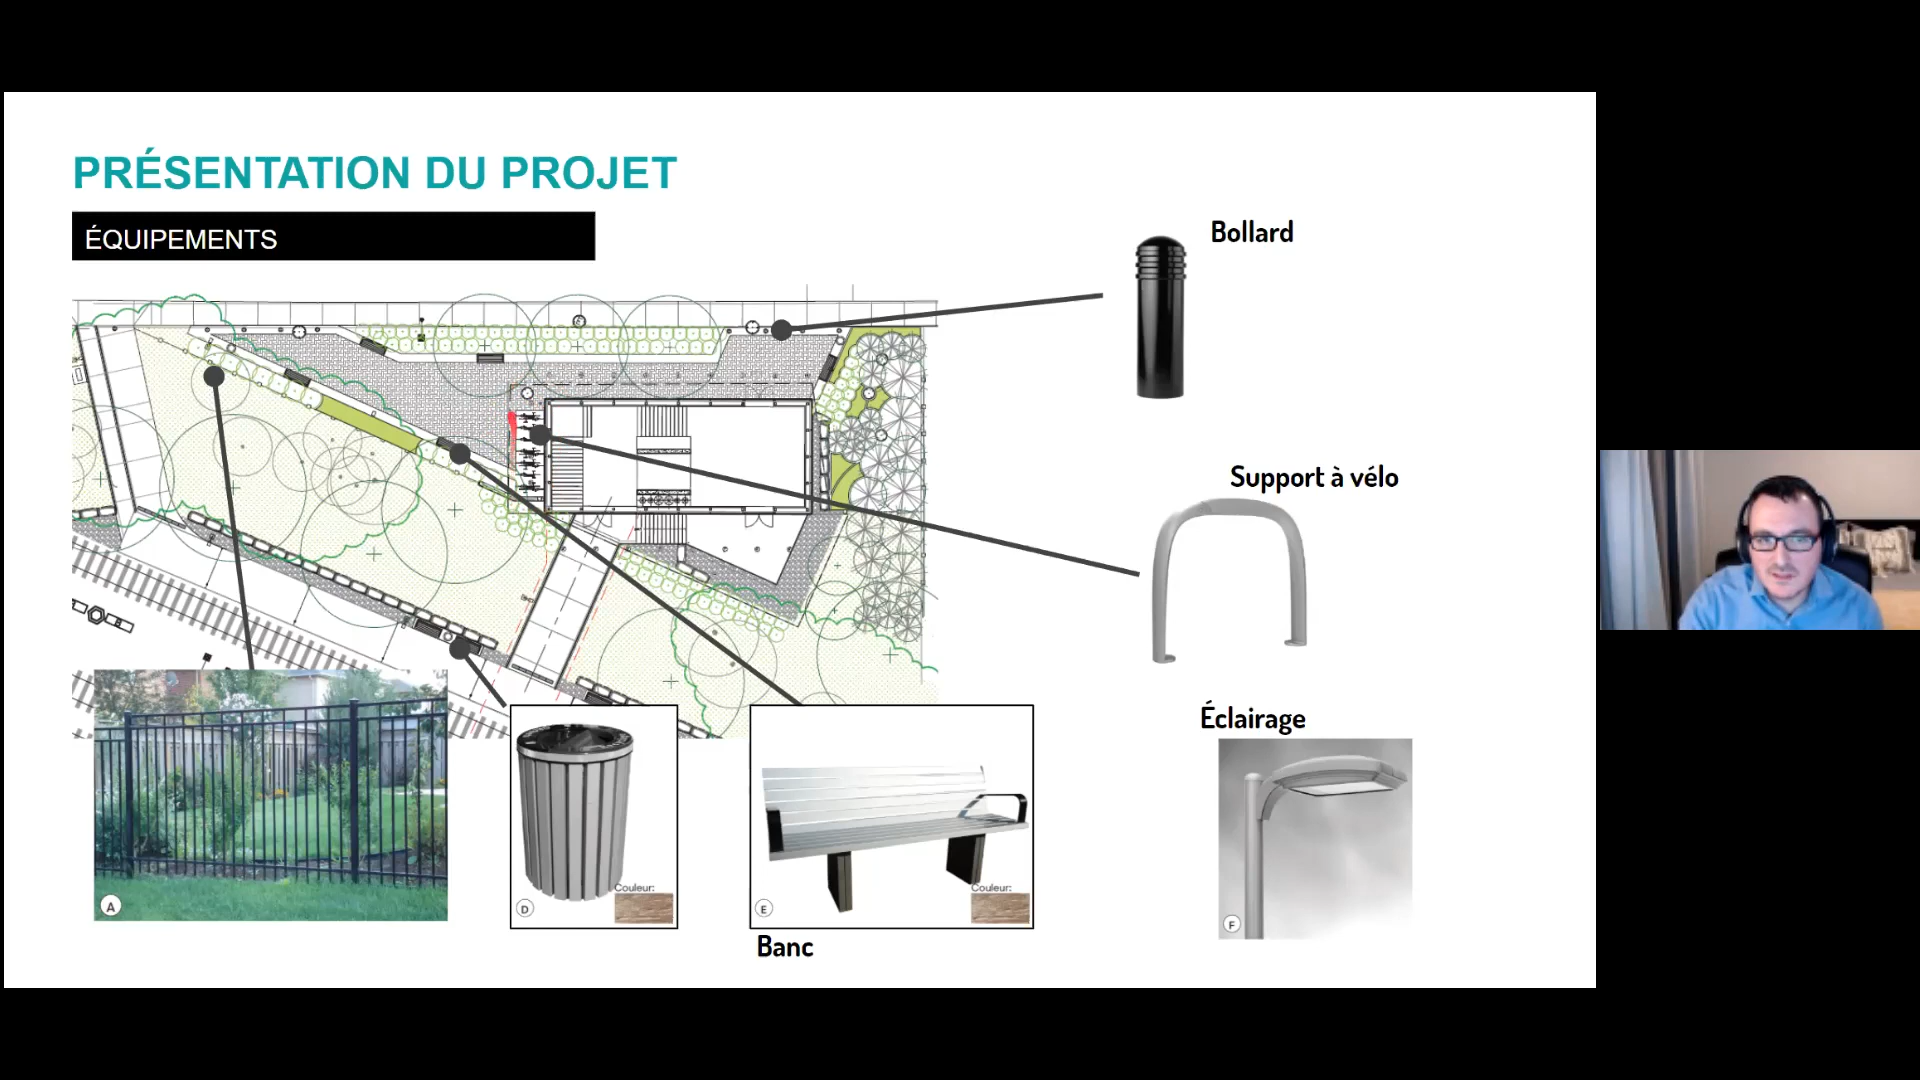 PRÉSENTATION DU PROJET
ÉQUIPEMENTS
Bollard
Support à vélo
Éclairage
A
D
Couleur:
E
Couleur:
F
Banc